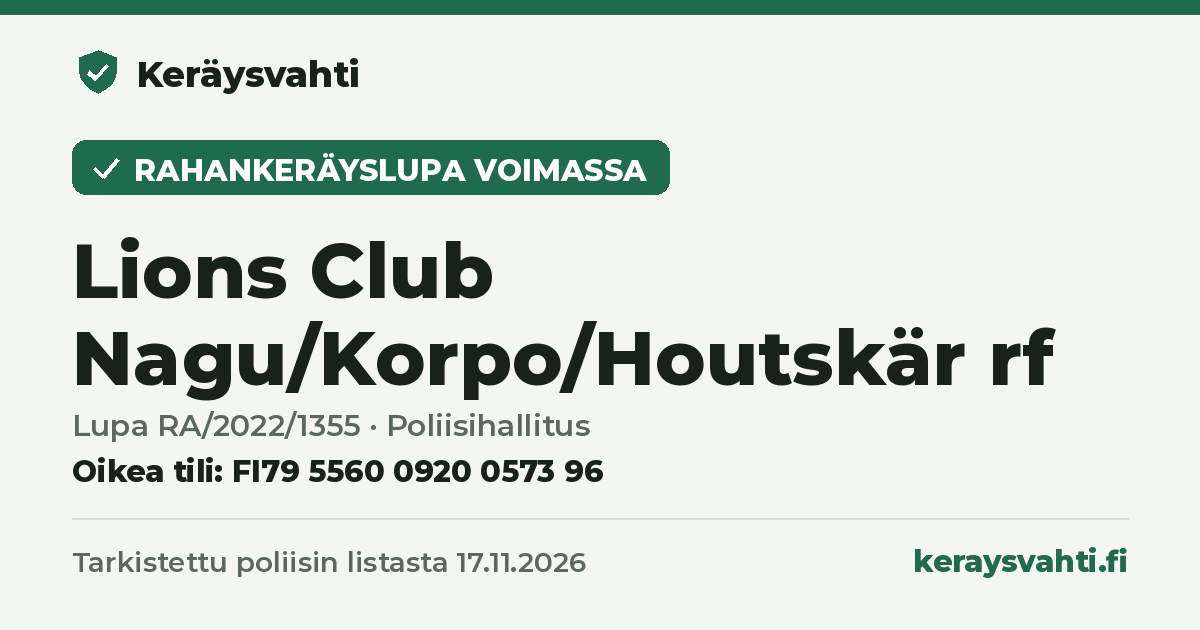 Keräysvahti
RAHANKERÄYSLUPA VOIMASSA
Lions Club
Nagu/Korpo/Houtskär rf
Lupa RA/2022/1355 · Poliisihallitus
Oikea tili: FI79 5560 0920 0573 96
Tarkistettu poliisin listasta 17.11.2026
keraysvahti.fi